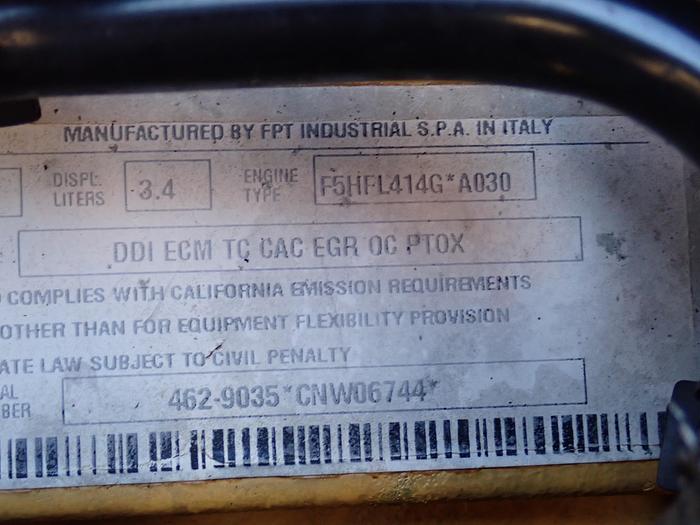 MANUFACTURED BY FPT INDUSTRIAL S.P.A. IN ITALY
DISPL. LITERS 3.4 ENGINE TYPE F5HFL414G*A030
DDI ECM TC CAC EGR OC PTOX
COMPLIES WITH CALIFORNIA EMISSION REQUIREMENTS
OTHER THAN FOR EQUIPMENT FLEXIBILITY PROVISION
ATE LAW SUBJECT TO CIVIL PENALTY
AL
BER 462-9035*CNW06744*